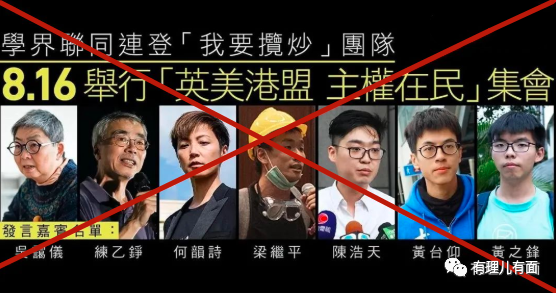 學界聯同連登「我要攬炒」團隊
8.16 舉行「英美港盟 主權在民」集會
發言嘉賓名單：
吳靄儀 練乙錚 何韻詩 梁繼平 陳浩天 黃台仰 黃之鋒
有理儿有面